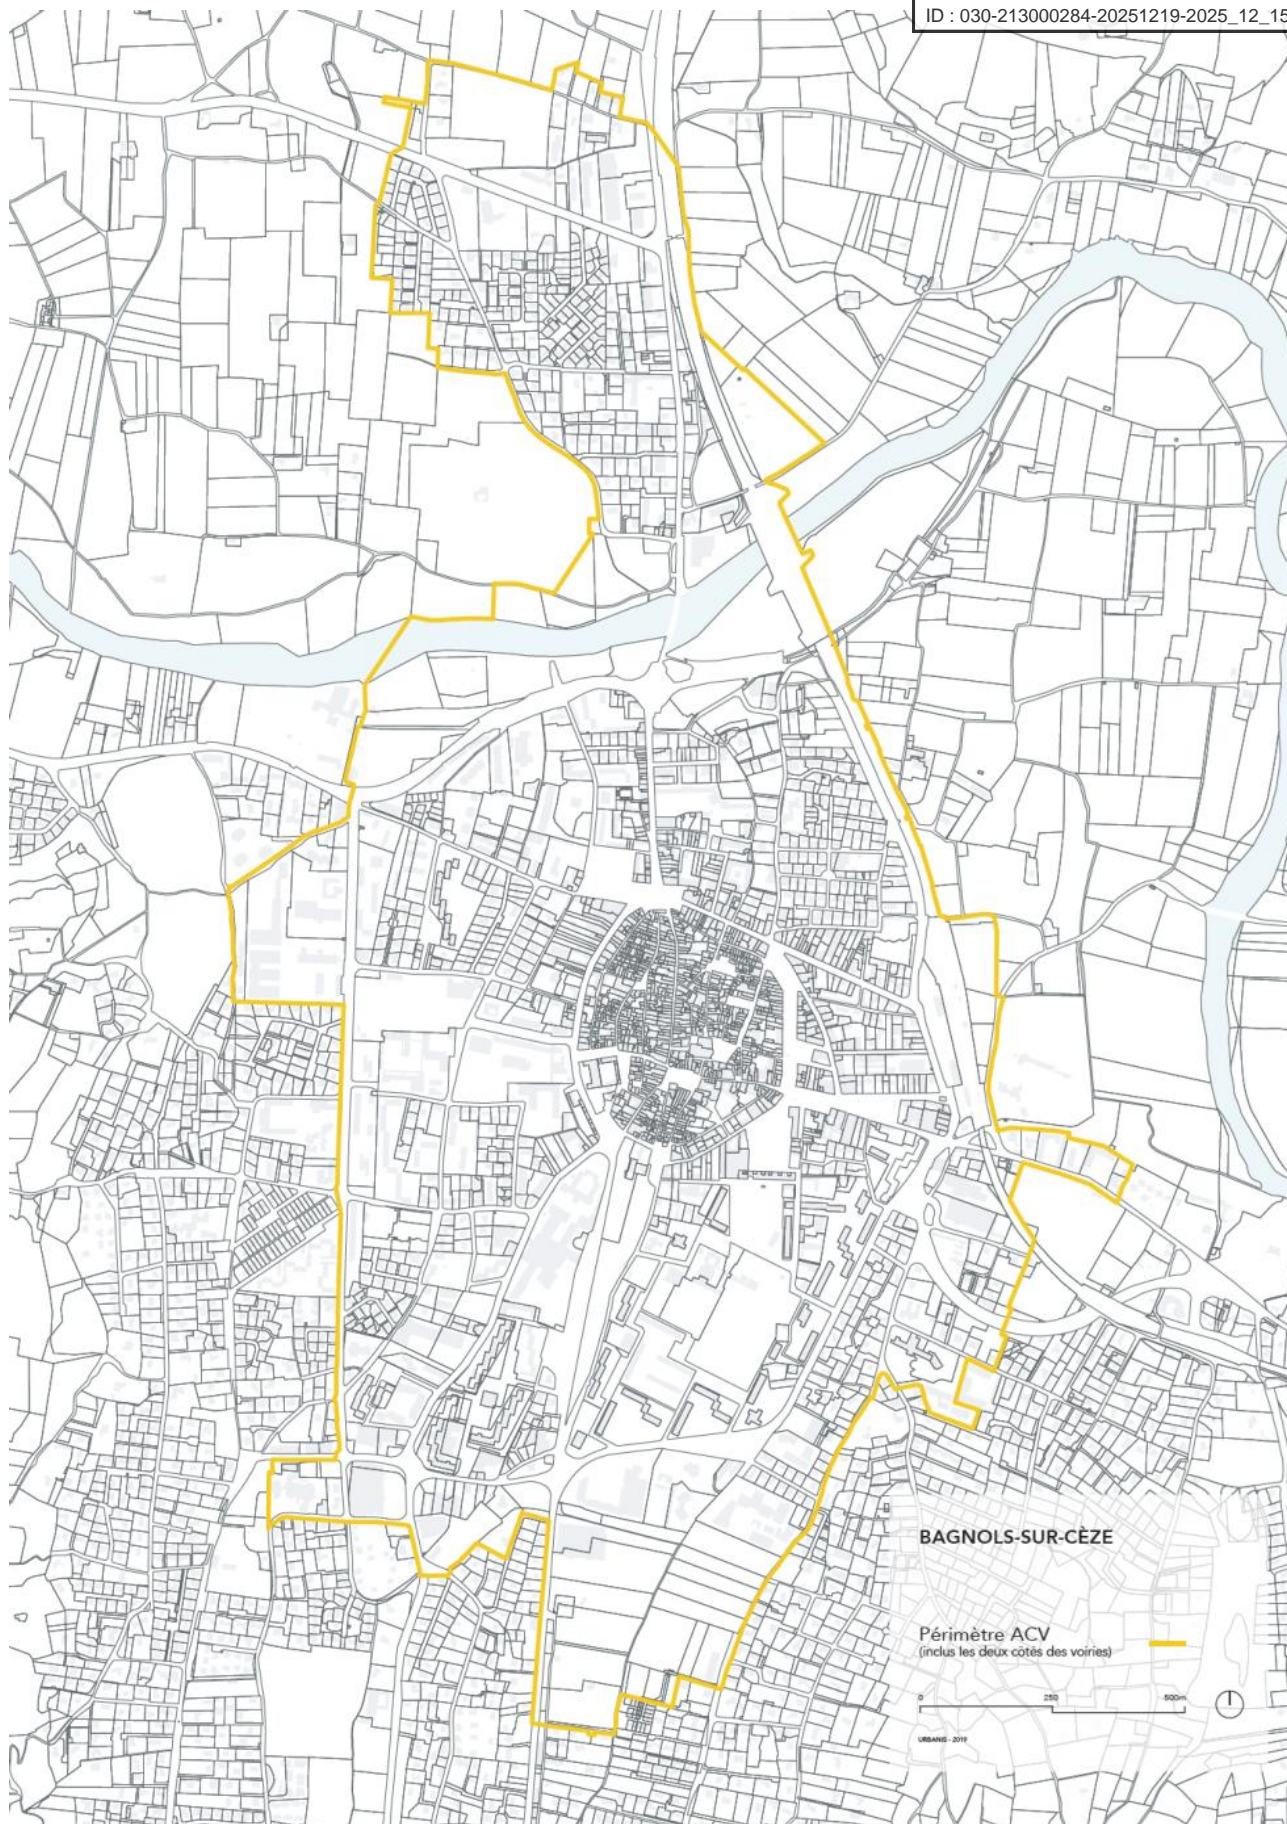 ID : 030-213000284-20251219-2025_12_15
BAGNOLS-SUR-CÈZE
Périmètre ACV
(inclus les deux côtés des voiries)
0 250 500m
URBANIS - 2019